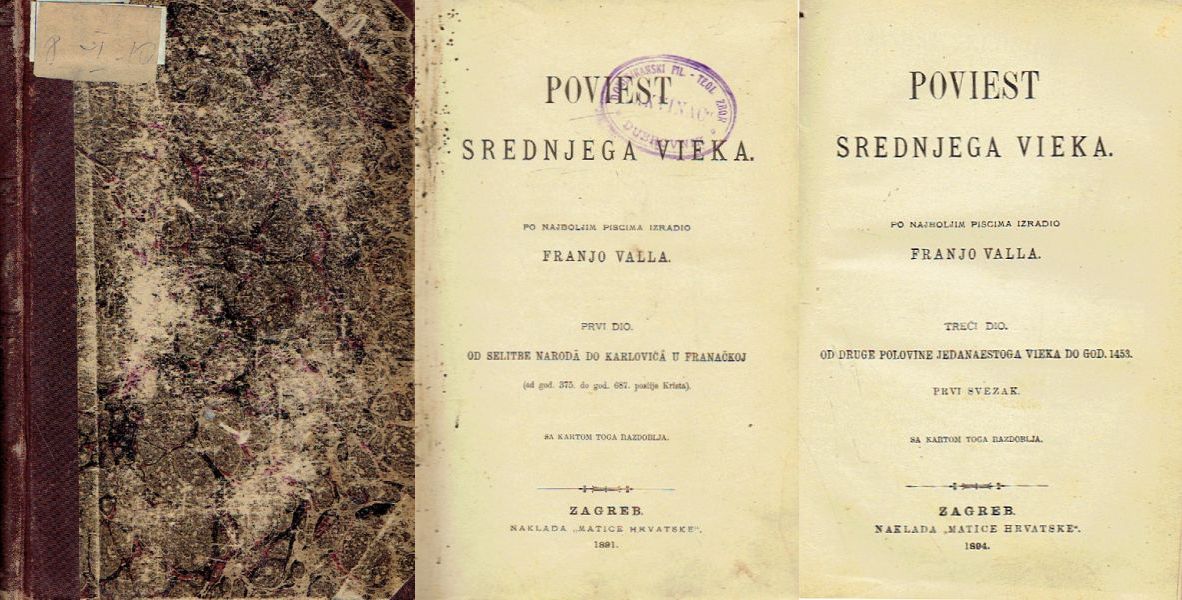 POVIEST
SREDNJEGA VIEKA.
PO NAJBOLJIM PISCIMA IZRADIO
FRANJO VALLA.
PRVI DIO.
OD SELITBE NARODÂ DO KARLOVIĆÂ U FRANAČKOJ
(od god. 375. do god. 687. poslije Krista).
SA KARTOM TOGA RAZDOBLJA.
ZAGREB.
NAKLADA „MATICE HRVATSKE“.
1891.
PIL. - TEOL. ZBOR
POVIEST
SREDNJEGA VIEKA.
PO NAJBOLJIM PISCIMA IZRADIO
FRANJO VALLA.
TREĆI DIO.
OD DRUGE POLOVINE JEDANAESTOGA VIEKA DO GOD. 1453.
PRVI SVEZAK.
SA KARTOM TOGA RAZDOBLJA.
ZAGREB.
NAKLADA „MATICE HRVATSKE“.
1894.